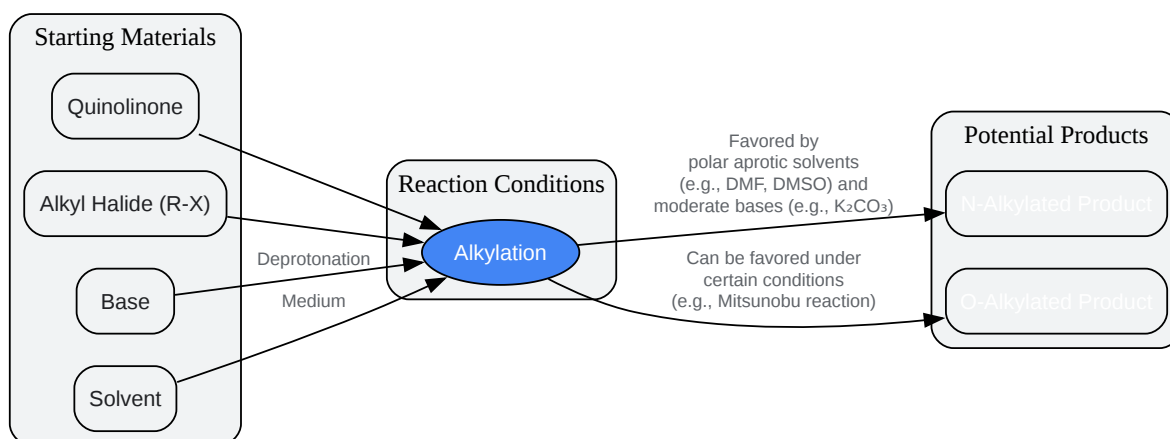 Starting Materials
Quinolinone
Alkyl Halide (R-X)
Base
Solvent
Deprotonation
Medium
Reaction Conditions
Alkylation
Favored by
polar aprotic solvents
(e.g., DMF, DMSO) and
moderate bases (e.g., K₂CO₃)
Can be favored under
certain conditions
(e.g., Mitsunobu reaction)
Potential Products
N-Alkylated Product
O-Alkylated Product